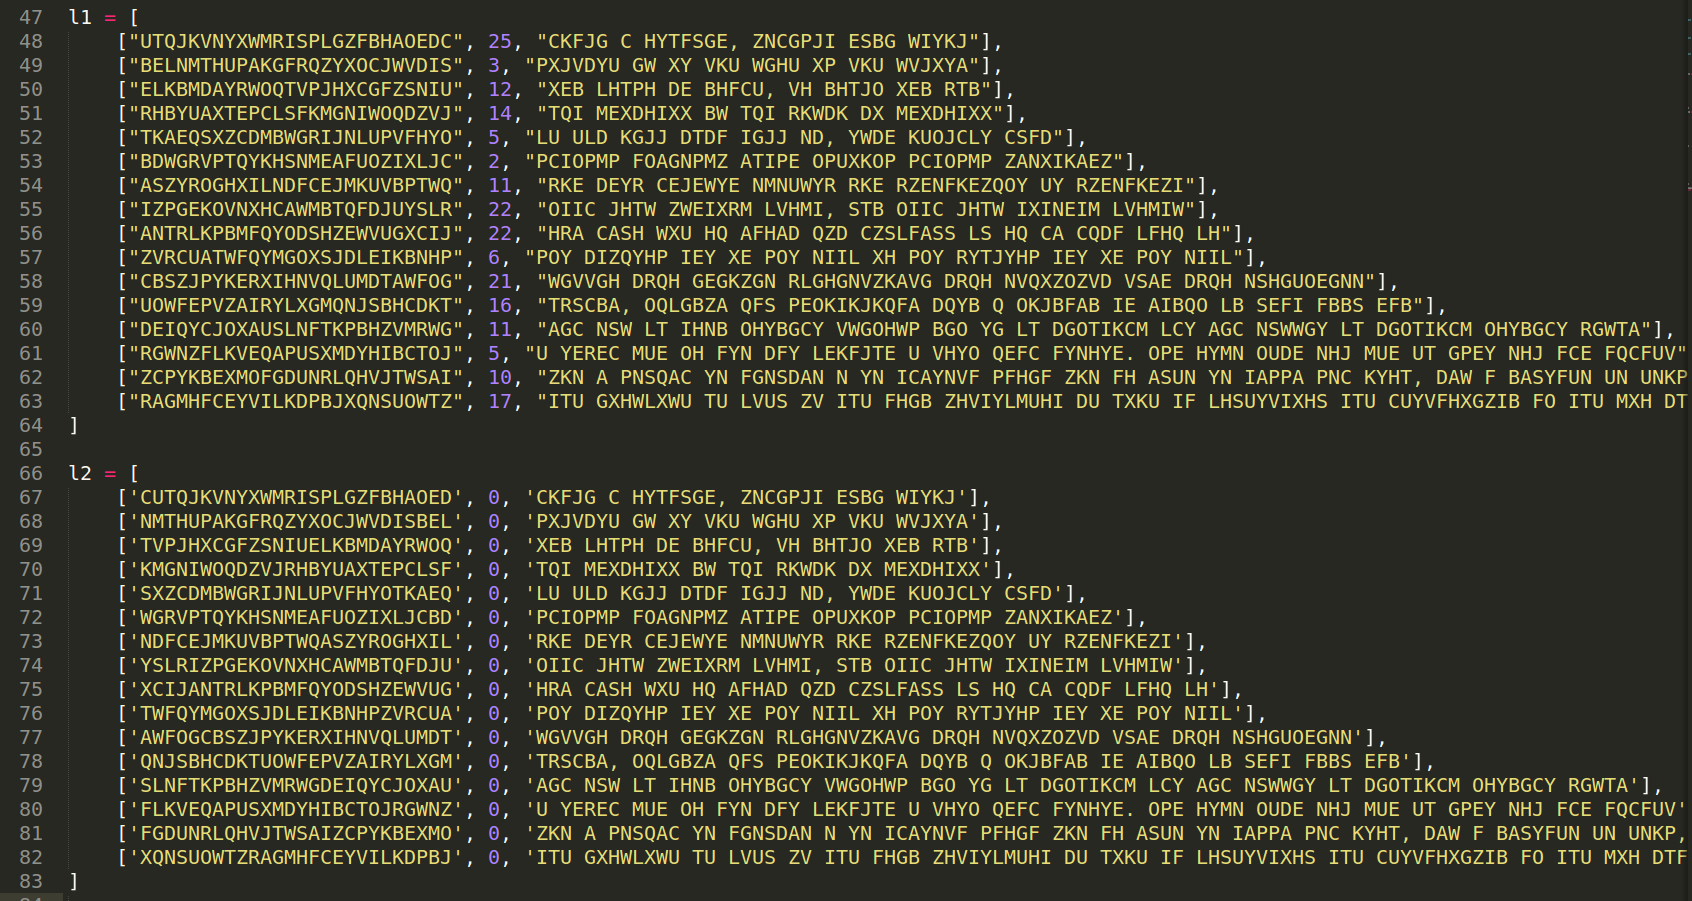 47 l1 = [
48 ["UTQJKVNYXWMRISPLGZFBHAOEDC", 25, "CKFJG C HYTFSGE, ZNCGPJI ESBG WIYKJ"],
49 ["BELNMTHUPAKGFRQZYXOCJWVDIS", 3, "PXJVDYU GW XY VKU WGHU XP VKU WVJXYA"],
50 ["ELKBMDAYRWOQTVPJHXCGFZSNIU", 12, "XEB LHTPH DE BHFCU, VH BHTJO XEB RTB"],
51 ["RHBYUAXTEPCLSFKMGNIWOQDZVJ", 14, "TQI MEXDHIXX BW TQI RKWDK DX MEXDHIXX"],
52 ["TKAEQSXZCDMBWGRIJNLUPVFHYO", 5, "LU ULD KGJJ DTDF IGJJ ND, YWDE KUOJCLY CSFD"],
53 ["BDWGRVPTQYKHSNMEAFUOZIXLJC", 2, "PCIOPMP FOAGNPMZ ATIPE OPUXKOP PCIOPMP ZANXIKAEZ"],
54 ["ASZYROGHXILNDFCEJMKUVBPTWQ", 11, "RKE DEYR CEJEWYE NMNUWYR RKE RZENFKEZQOY UY RZENFKEZI"],
55 ["IZPGEKOVNXHCAWMBTQFDJUYSLR", 22, "OIIC JHTW ZWEIXRM LVHMI, STB OIIC JHTW IXINEIM LVHMIW"],
56 ["ANTRLKPBMFQYODSHZEWVUGXCIJ", 22, "HRA CASH WXU HQ AFHAD QZD CZSLFASS LS HQ CA CQDF LFHQ LH"],
57 ["ZVRCUATWFQYMGOXSJDLEIKBNHP", 6, "POY DIZQYHP IEY XE POY NIIL XH POY RYTJYHP IEY XE POY NIIL"],
58 ["CBSZJPYKERXIHNVQLUMDTAWFOG", 21, "WGVVGH DRQH GEGKZGN RLGHGNVZKAVG DRQH NVQXZOZVD VSAE DRQH NSHGUOEGNN"],
59 ["UOWFEPVZAIRYLXGMQNJSBHCDKT", 16, "TRSCBA, OQLGBZA QFS PEOKIKJKQFA DQYB Q OKJBFAB IE AIBQO LB SEFI FBBS EFB"],
60 ["DEIQYCJOXAUSLNFTKPBHZVMRWG", 11, "AGC NSW LT IHNB OHYBGCY VWGOHWP BGO YG LT DGOTIKCM LCY AGC NSWWGY LT DGOTIKCM OHYBGCY RGWTA"],
61 ["RGWNZFLKVEQAPUSXMDYHIBCTOJ", 5, "U YEREC MUE OH FYN DFY LEKFJTE U VHYO QEFC FYNHYE. OPE HYMN OUDE NHJ MUE UT GPEY NHJ FCE FQCFUV"
62 ["ZCPYKBEXMOFGDUNRLQHVJTWSAI", 10, "ZKN A PNSQAC YN FGNSDAN N YN ICAYNVF PFHGF ZKN FH ASUN YN IAPPA PNC KYHT, DAW F BASYFUN UN UNKP
63 ["RAGMHFCEYVILKDPBJXQNSUOWTZ", 17, "ITU GXHWLXWU TU LVUS ZV ITU FHGB ZHVIYLMUHI DU TXKU IF LHSUYVIXHS ITU CUYVFHXGZIB FO ITU MXH DT
64 ]
65
66 l2 = [
67 ['CUTQJKVNYXWMRISPLGZFBHAOED', 0, 'CKFJG C HYTFSGE, ZNCGPJI ESBG WIYKJ'],
68 ['NMTHUPAKGFRQZYXOCJWVDISBEL', 0, 'PXJVDYU GW XY VKU WGHU XP VKU WVJXYA'],
69 ['TVPJHXCGFZSNIUELKBMDAYRWOQ', 0, 'XEB LHTPH DE BHFCU, VH BHTJO XEB RTB'],
70 ['KMGNIWOQDZVJRHBYUAXTEPCLSF', 0, 'TQI MEXDHIXX BW TQI RKWDK DX MEXDHIXX'],
71 ['SXZCDMBWGRIJNLUPVFHYOTKAEQ', 0, 'LU ULD KGJJ DTDF IGJJ ND, YWDE KUOJCLY CSFD'],
72 ['WGRVPTQYKHSNMEAFUOZIXLJCBD', 0, 'PCIOPMP FOAGNPMZ ATIPE OPUXKOP PCIOPMP ZANXIKAEZ'],
73 ['NDFCEJMKUVBPTWQASZYROGHXIL', 0, 'RKE DEYR CEJEWYE NMNUWYR RKE RZENFKEZQOY UY RZENFKEZI'],
74 ['YSLRIZPGEKOVNXHCAWMBTQFDJU', 0, 'OIIC JHTW ZWEIXRM LVHMI, STB OIIC JHTW IXINEIM LVHMIW'],
75 ['XCIJANTRLKPBMFQYODSHZEWVUG', 0, 'HRA CASH WXU HQ AFHAD QZD CZSLFASS LS HQ CA CQDF LFHQ LH'],
76 ['TWFQYMGOXSJDLEIKBNHPZVRCUA', 0, 'POY DIZQYHP IEY XE POY NIIL XH POY RYTJYHP IEY XE POY NIIL'],
77 ['AWFOGCBSZJPYKERXIHNVQLUMDT', 0, 'WGVVGH DRQH GEGKZGN RLGHGNVZKAVG DRQH NVQXZOZVD VSAE DRQH NSHGUOEGNN'],
78 ['QNJSBHCDKTUOWFEPVZAIRYLXGM', 0, 'TRSCBA, OQLGBZA QFS PEOKIKJKQFA DQYB Q OKJBFAB IE AIBQO LB SEFI FBBS EFB'],
79 ['SLNFTKPBHZVMRWGDEIQYCJOXAU', 0, 'AGC NSW LT IHNB OHYBGCY VWGOHWP BGO YG LT DGOTIKCM LCY AGC NSWWGY LT DGOTIKCM OHYBGCY RGWTA'],
80 ['FLKVEQAPUSXMDYHIBCTOJRGWNZ', 0, 'U YEREC MUE OH FYN DFY LEKFJTE U VHYO QEFC FYNHYE. OPE HYMN OUDE NHJ MUE UT GPEY NHJ FCE FQCFUV'
81 ['FGDUNRLQHVJTWSAIZCPYKBEXMO', 0, 'ZKN A PNSQAC YN FGNSDAN N YN ICAYNVF PFHGF ZKN FH ASUN YN IAPPA PNC KYHT, DAW F BASYFUN UN UNKP,
82 ['XQNSUOWTZRAGMHFCEYVILKDPBJ', 0, 'ITU GXHWLXWU TU LVUS ZV ITU FHGB ZHVIYLMUHI DU TXKU IF LHSUYVIXHS ITU CUYVFHXGZIB FO ITU MXH DTF
83 ]